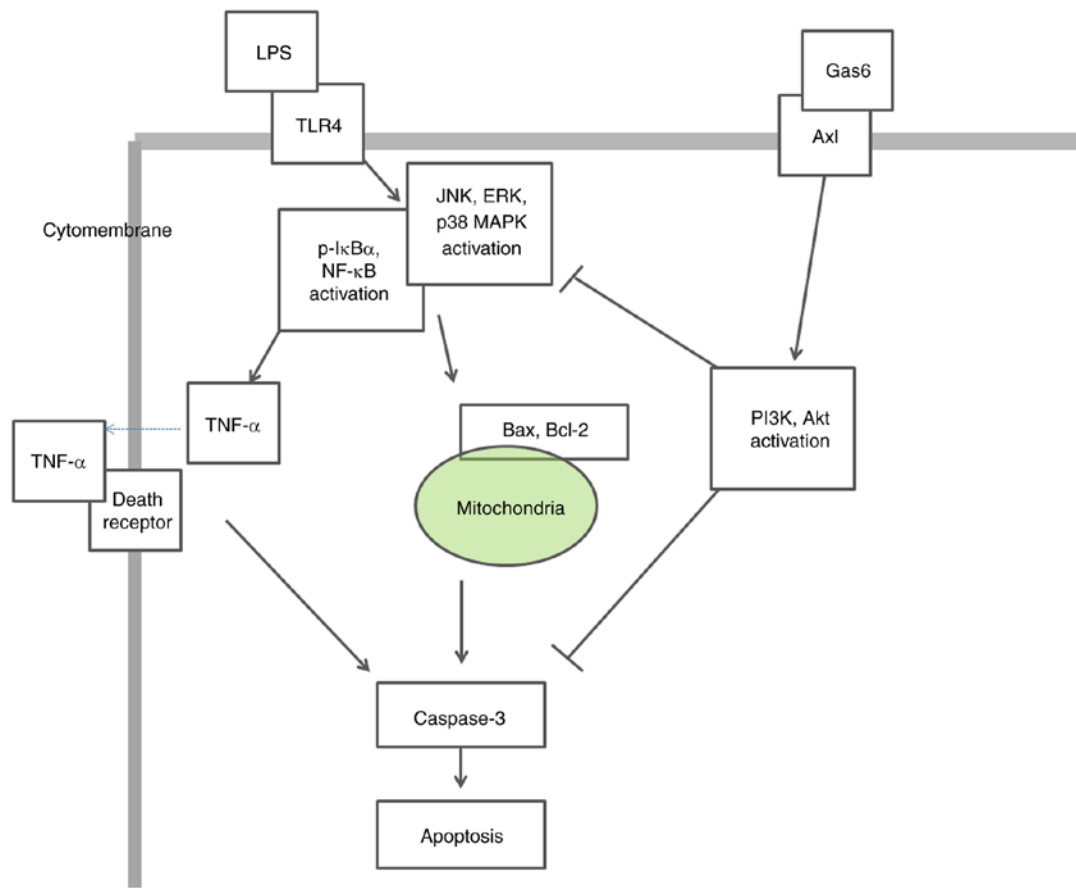 LPS
TLR4
Gas6
Axl
JNK, ERK,
p38 MAPK
activation
Cytomembrane
p-IκBα,
NF-κB
activation
TNF-α
TNF-α
Death
receptor
Bax, Bcl-2
Mitochondria
PI3K, Akt
activation
Caspase-3
Apoptosis